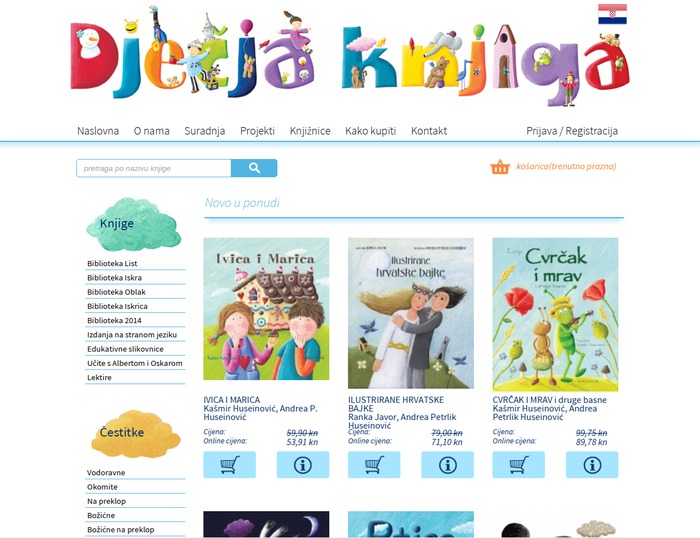 Dječja knjiga
Naslovna O nama Suradnja Projekti Knjižnice Kako kupiti Kontakt Prijava / Registracija
pretraga po nazivu knjige
košarica(trenutno prazna)
Knjige
Biblioteka List
Biblioteka Iskra
Biblioteka Oblak
Biblioteka Iskrica
Biblioteka 2014
Izdanja na stranom jeziku
Edukativne slikovnice
Učite s Albertom i Oskarom
Lektire
Čestitke
Vodoravne
Okomite
Na preklop
Božićne
Božićne na preklop
Novo u ponudi
Ivica i Marica
IVICA I MARICA
Kašmir Huseinović, Andrea P.
Huseinović
Cijena: 59,90 kn
Online cijena: 53,91 kn
Ilustrirane
hrvatske bajke
ILUSTRIRANE HRVATSKE
BAJKE
Ranka Javor, Andrea Petrlik
Huseinović
Cijena: 79,00 kn
Online cijena: 71,10 kn
Cvrčak
i mrav
CVRČAK I MRAV i druge basne
Kašmir Huseinović, Andrea
Petrlik Huseinović
Cijena: 99,75 kn
Online cijena: 89,78 kn